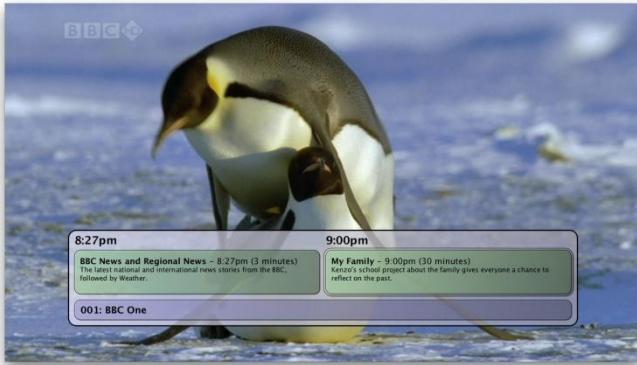 BBC
8:27pm
9:00pm
BBC News and Regional News – 8:27pm (3 minutes)
The latest national and international news stories from the BBC,
followed by Weather.
My Family – 9:00pm (30 minutes)
Kenzo's school project about the family gives everyone a chance to
reflect on the past.
001: BBC One